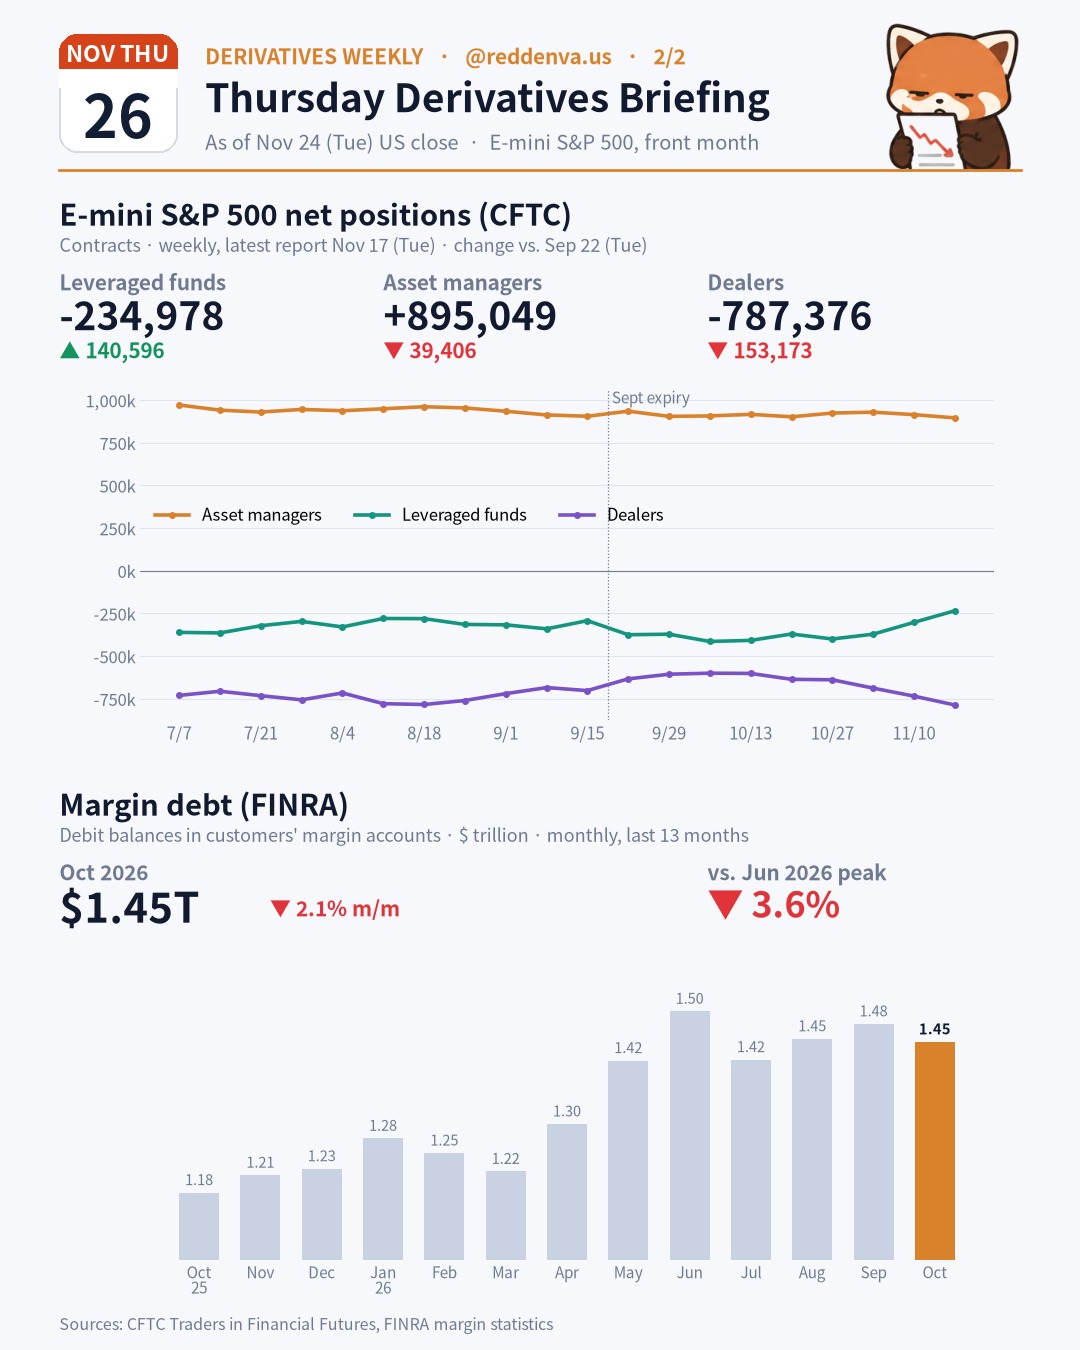 NOV THU
26
DERIVATIVES WEEKLY · @reddenva.us · 2/2
Thursday Derivatives Briefing
As of Nov 24 (Tue) US close · E-mini S&P 500, front month
E-mini S&P 500 net positions (CFTC)
Contracts · weekly, latest report Nov 17 (Tue) · change vs. Sep 22 (Tue)
Leveraged funds
-234,978
▲ 140,596
Asset managers
+895,049
▼ 39,406
Dealers
-787,376
▼ 153,173
Sept expiry
1,000k
750k
500k
250k
0k
-250k
-500k
-750k
Asset managers Leveraged funds Dealers
7/7 7/21 8/4 8/18 9/1 9/15 9/29 10/13 10/27 11/10
Margin debt (FINRA)
Debit balances in customers' margin accounts · $ trillion · monthly, last 13 months
Oct 2026
$1.45T ▼ 2.1% m/m
vs. Jun 2026 peak
▼ 3.6%
1.18 1.21 1.23 1.28 1.25 1.22 1.30 1.42 1.50 1.42 1.45 1.48 1.45
Oct Nov Dec Jan Feb Mar Apr May Jun Jul Aug Sep Oct
25 26
Sources: CFTC Traders in Financial Futures, FINRA margin statistics